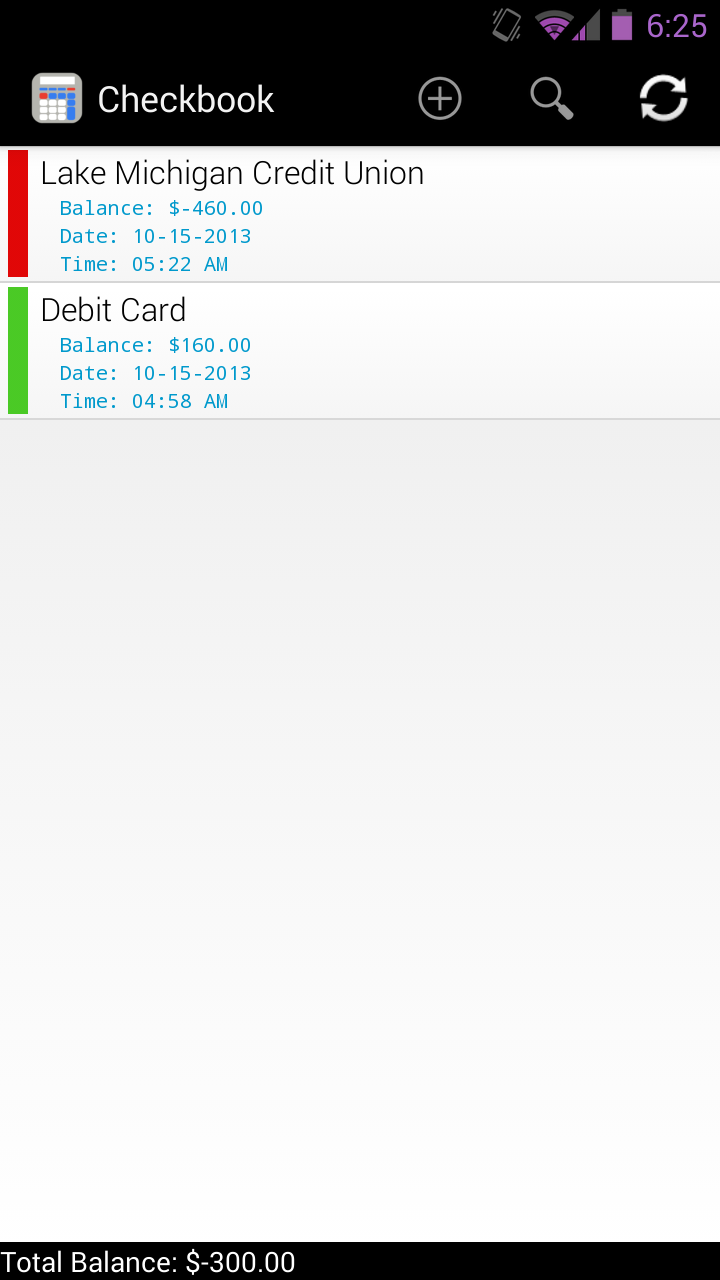 6:25
Checkbook
Lake Michigan Credit Union
Balance: $-460.00
Date: 10-15-2013
Time: 05:22 AM
Debit Card
Balance: $160.00
Date: 10-15-2013
Time: 04:58 AM
Total Balance: $-300.00